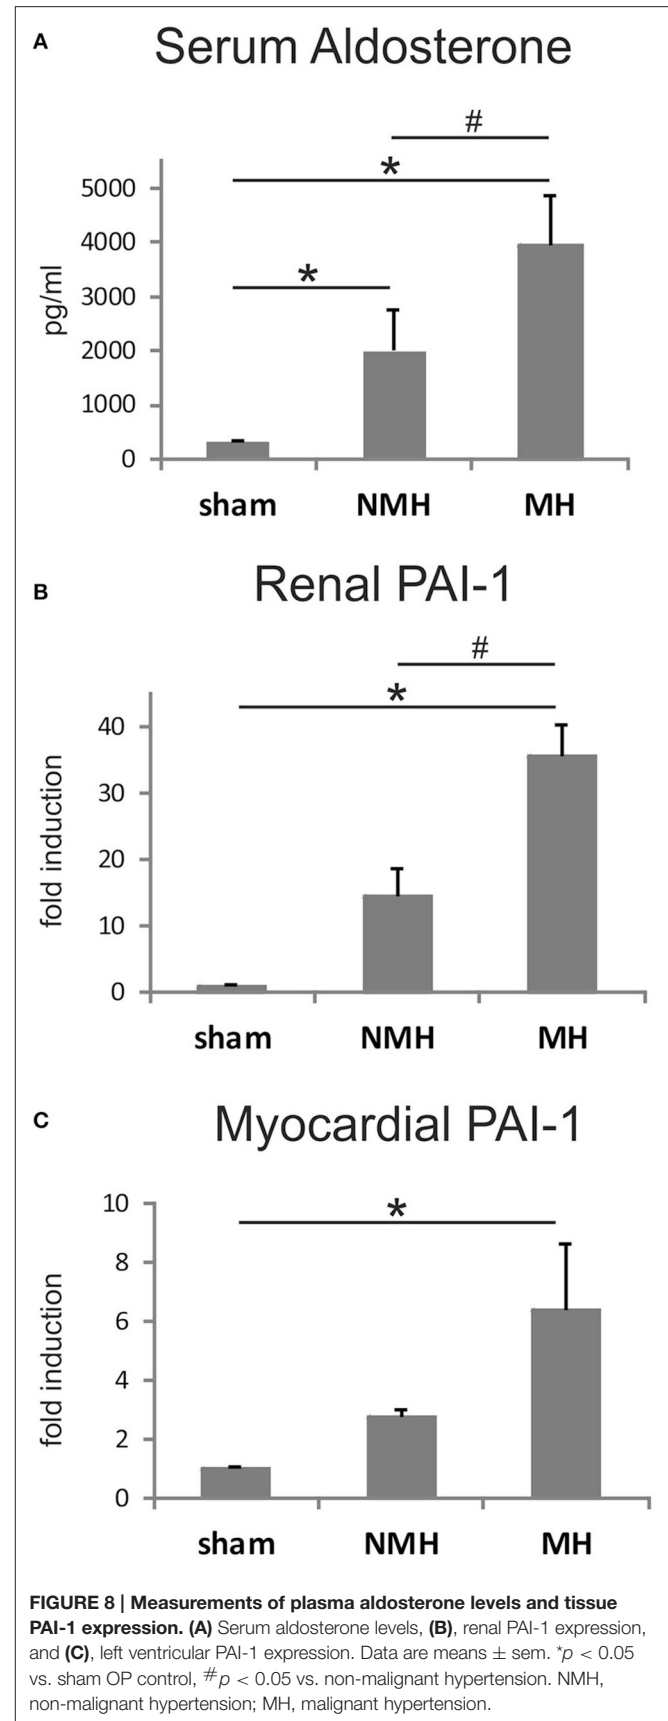 A
Serum Aldosterone
#
*
*
5000
4000
3000
2000
1000
0
pg/ml
sham NMH MH
B
Renal PAI-1
#
*
40
30
20
10
0
fold induction
sham NMH MH
C
Myocardial PAI-1
*
10
8
6
4
2
0
fold induction
sham NMH MH
FIGURE 8 | Measurements of plasma aldosterone levels and tissue
PAI-1 expression. (A) Serum aldosterone levels, (B), renal PAI-1 expression,
and (C), left ventricular PAI-1 expression. Data are means ± sem. *p < 0.05
vs. sham OP control, #p < 0.05 vs. non-malignant hypertension. NMH,
non-malignant hypertension; MH, malignant hypertension.